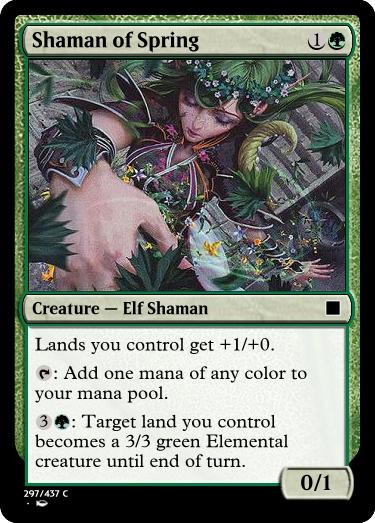 Shaman of Spring 1
Creature — Elf Shaman
Lands you control get +1/+0.
: Add one mana of any color to
your mana pool.
3 : Target land you control
becomes a 3/3 green Elemental
creature until end of turn.
0/1
297/437 C